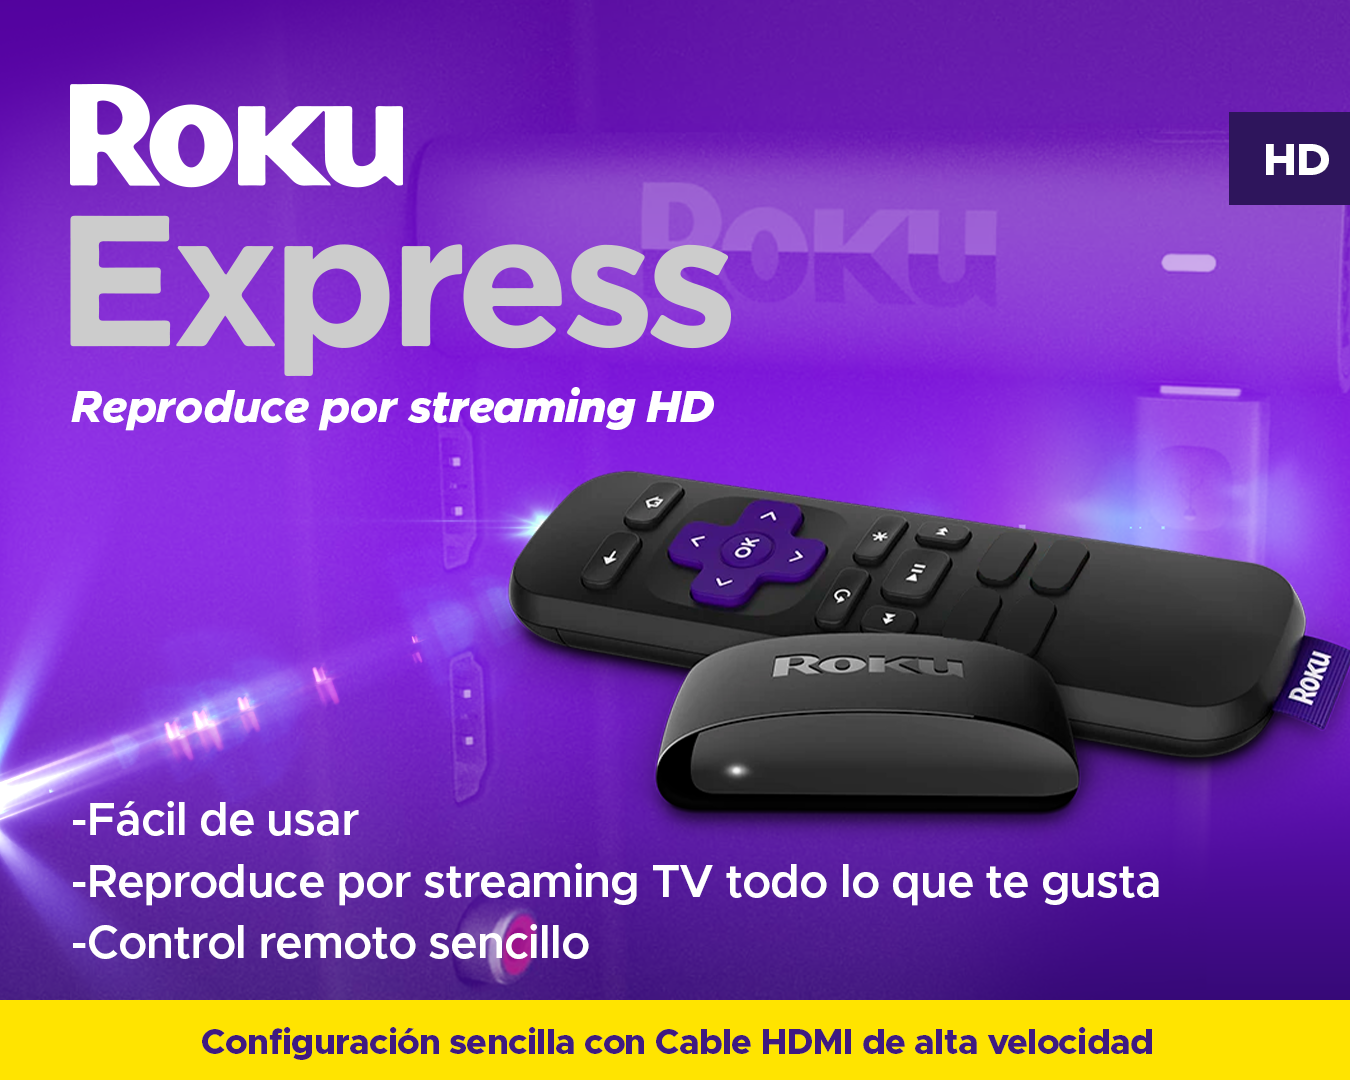 Roku
HD
Express
Roku
Reproduce por streaming HD
OK
Roku
Roku
-Fácil de usar
-Reproduce por streaming TV todo lo que te gusta
-Control remoto sencillo
Configuración sencilla con Cable HDMI de alta velocidad